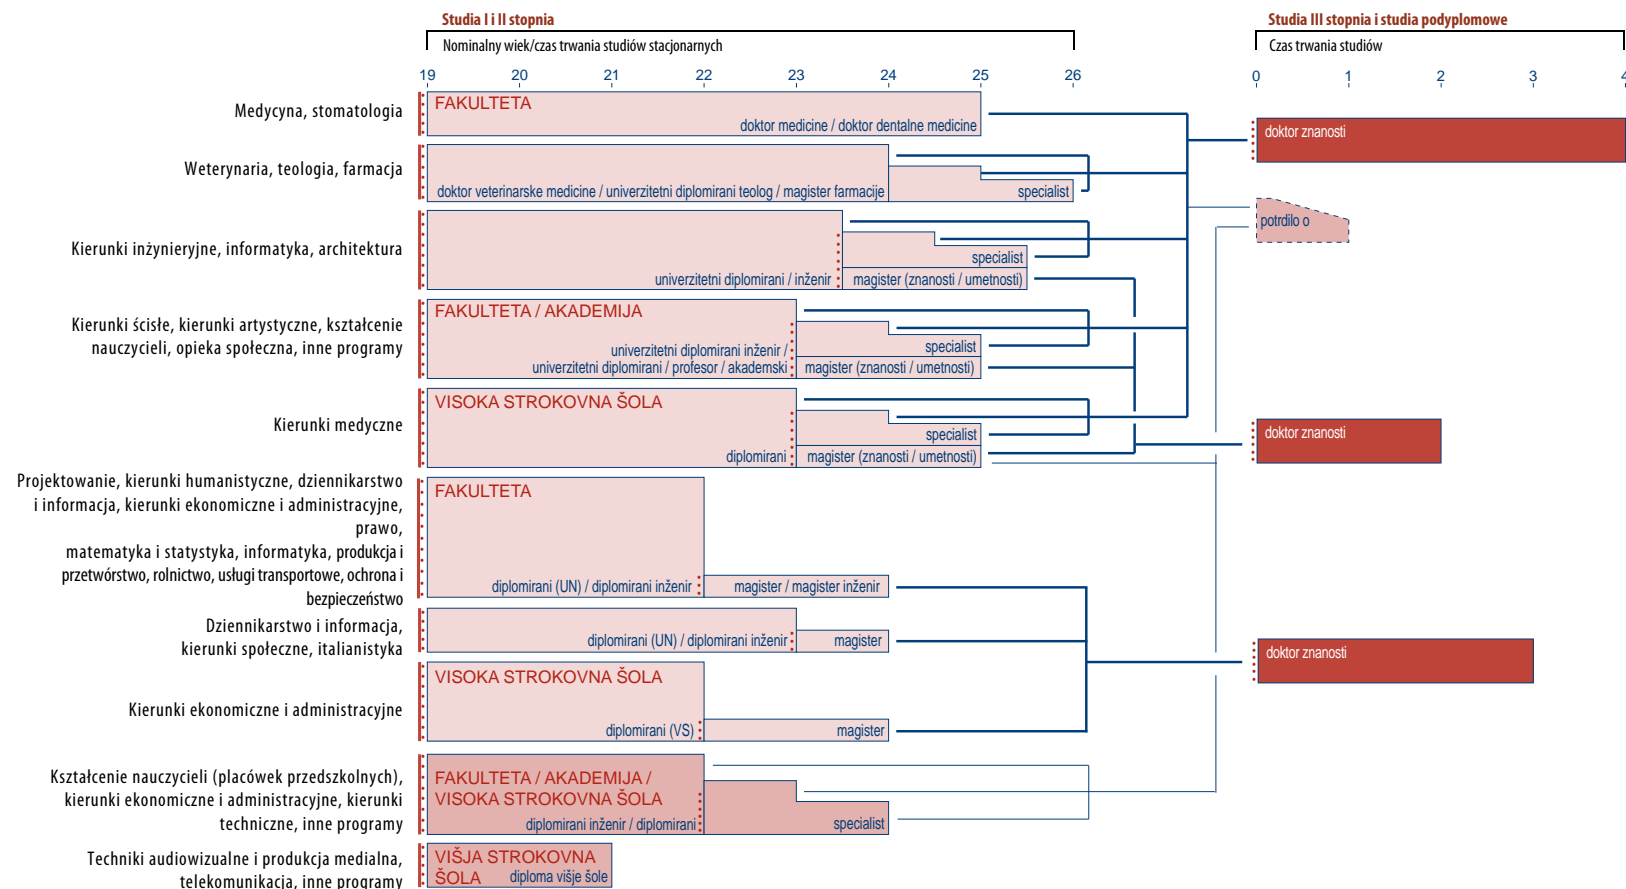 Studia I i II stopnia
Studia III stopnia i studia podyplomowe
Nominalny wiek/czas trwania studiów stacjonarnych
Czas trwania studiów
19 20 21 22 23 24 25 26
0 1 2 3 4
Medycyna, stomatologia
FAKULTETA
doktor medicine / doktor dentalne medicine
doktor znanosti
Weterynaria, teologia, farmacja
doktor veterinarske medicine / univerzitetni diplomirani teolog / magister farmacije
specialist
potrdilo o
Kierunki inżynieryjne, informatyka, architektura
specialist
univerzitetni diplomirani / inženir
magister (znanosti / umetnosti)
Kierunki ścisłe, kierunki artystyczne, kształcenie
nauczycieli, opieka społeczna, inne programy
FAKULTETA / AKADEMIJA
univerzitetni diplomirani inženir /
univerzitetni diplomirani / profesor / akademski
specialist
magister (znanosti / umetnosti)
Kierunki medyczne
VISOKA STROKOVNA ŠOLA
diplomirani
specialist
magister (znanosti / umetnosti)
doktor znanosti
Projektowanie, kierunki humanistyczne, dziennikarstwo
i informacja, kierunki ekonomiczne i administracyjne,
prawo,
matematyka i statystyka, informatyka, produkcja i
przetwórstwo, rolnictwo, usługi transportowe, ochrona i
bezpieczeństwo
FAKULTETA
diplomirani (UN) / diplomirani inženir
magister / magister inženir
Dziennikarstwo i informacja,
kierunki społeczne, italianistyka
diplomirani (UN) / diplomirani inženir
magister
doktor znanosti
Kierunki ekonomiczne i administracyjne
VISOKA STROKOVNA ŠOLA
diplomirani (VS)
magister
Kształcenie nauczycieli (placówek przedszkolnych),
kierunki ekonomiczne i administracyjne, kierunki
techniczne, inne programy
FAKULTETA / AKADEMIJA /
VISOKA STROKOVNA ŠOLA
diplomirani inženir / diplomirani
specialist
Techniki audiowizualne i produkcja medialna,
telekomunikacja, inne programy
VIŠJA STROKOVNA
ŠOLA
diploma višje šole